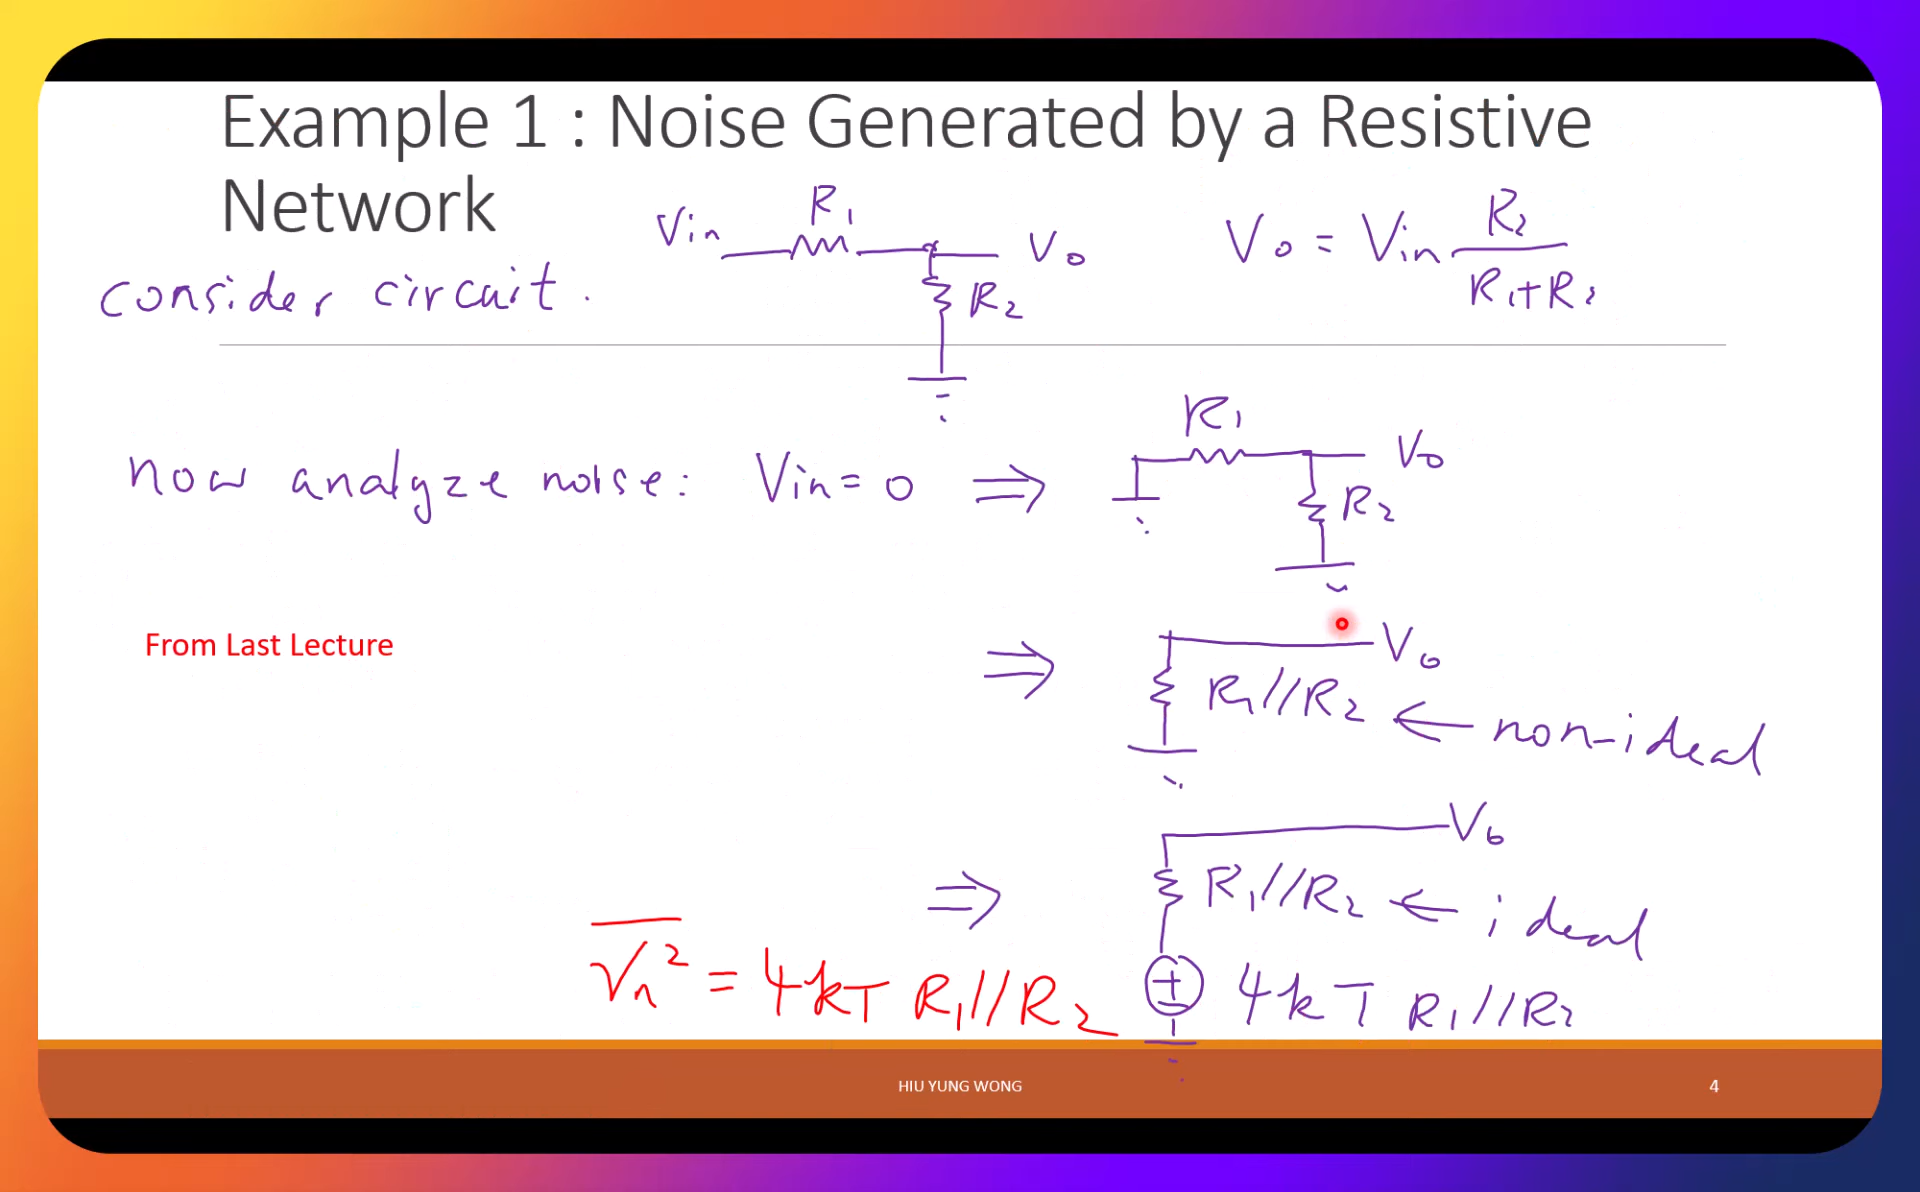 Example 1 : Noise Generated by a Resistive
Network
Vin R1 Vo R2
Vo = Vin R2 / R1+R2
consider circuit.
now analyze noise: Vin = 0 ⇒ R1 Vo R2
From Last Lecture
⇒ Vo
R1//R2 ← non-ideal
⇒ Vo
R1//R2 ← ideal
Vn² = 4kT R1//R2
+ 4kT R1//R2
HIU YUNG WONG
4